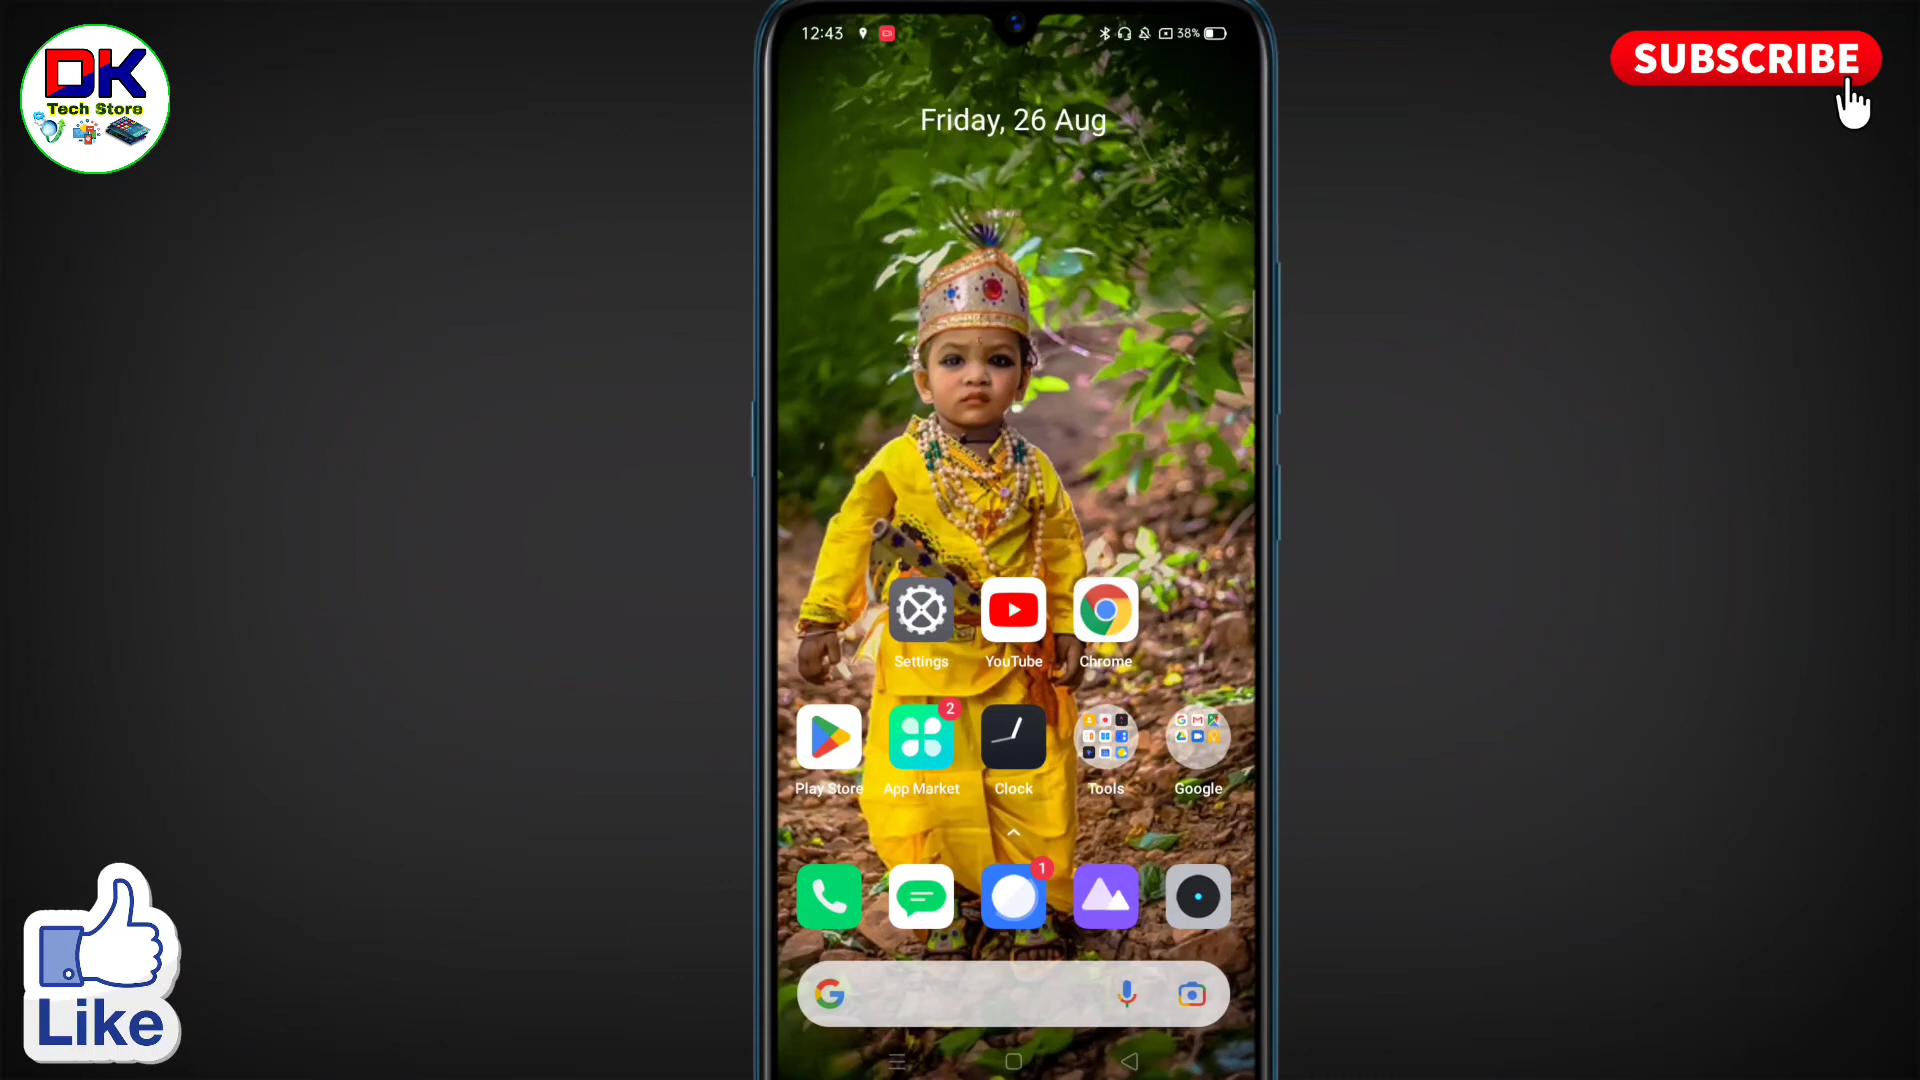 DK
Tech Store
SUBSCRIBE
12:43
38%
Friday, 26 Aug
Settings
YouTube
Chrome
2
Play Store
App Market
Clock
Tools
Google
1
Like